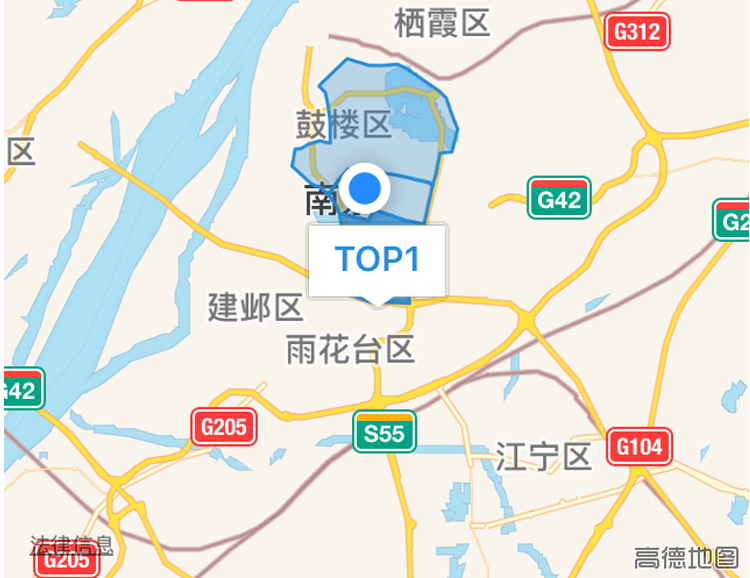 栖霞区
G312
鼓楼区
区
南
G42
G2
TOP1
建邺区
雨花台区
G42
G205
S55
江宁区
G104
法律信息
G205
高德地图